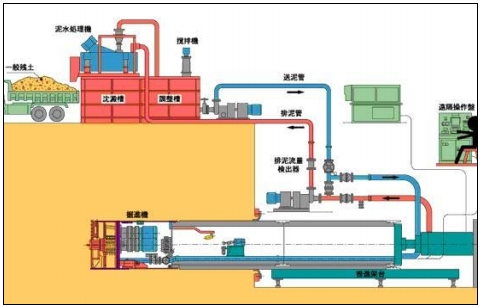 泥水処理機
撹拌機
一般残土
送泥管
沈澱槽
調整槽
遠隔操作盤
排泥管
排泥流量
検出器
掘進機
推進架台